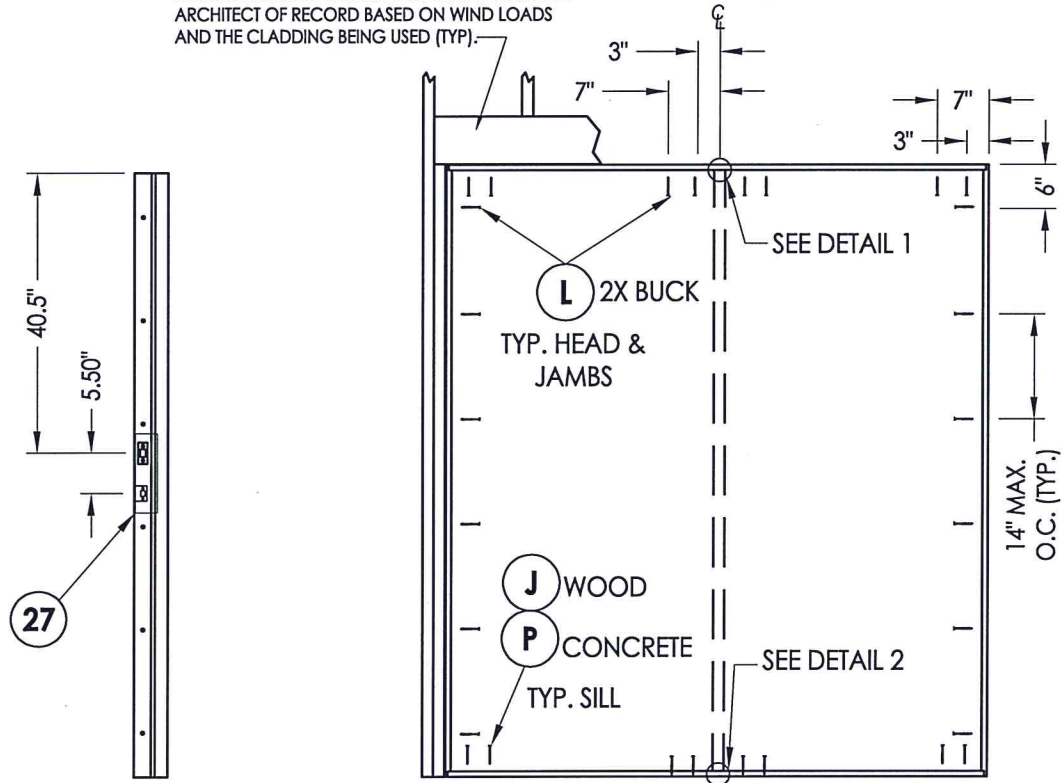 ARCHITECT OF RECORD BASED ON WIND LOADS
AND THE CLADDING BEING USED (TYP).
℄
3"
7"
7"
3"
6"
SEE DETAIL 1
L 2X BUCK
TYP. HEAD &
JAMBS
40.5"
5.50"
14" MAX.
O.C. (TYP.)
27
J WOOD
P CONCRETE
TYP. SILL
SEE DETAIL 2